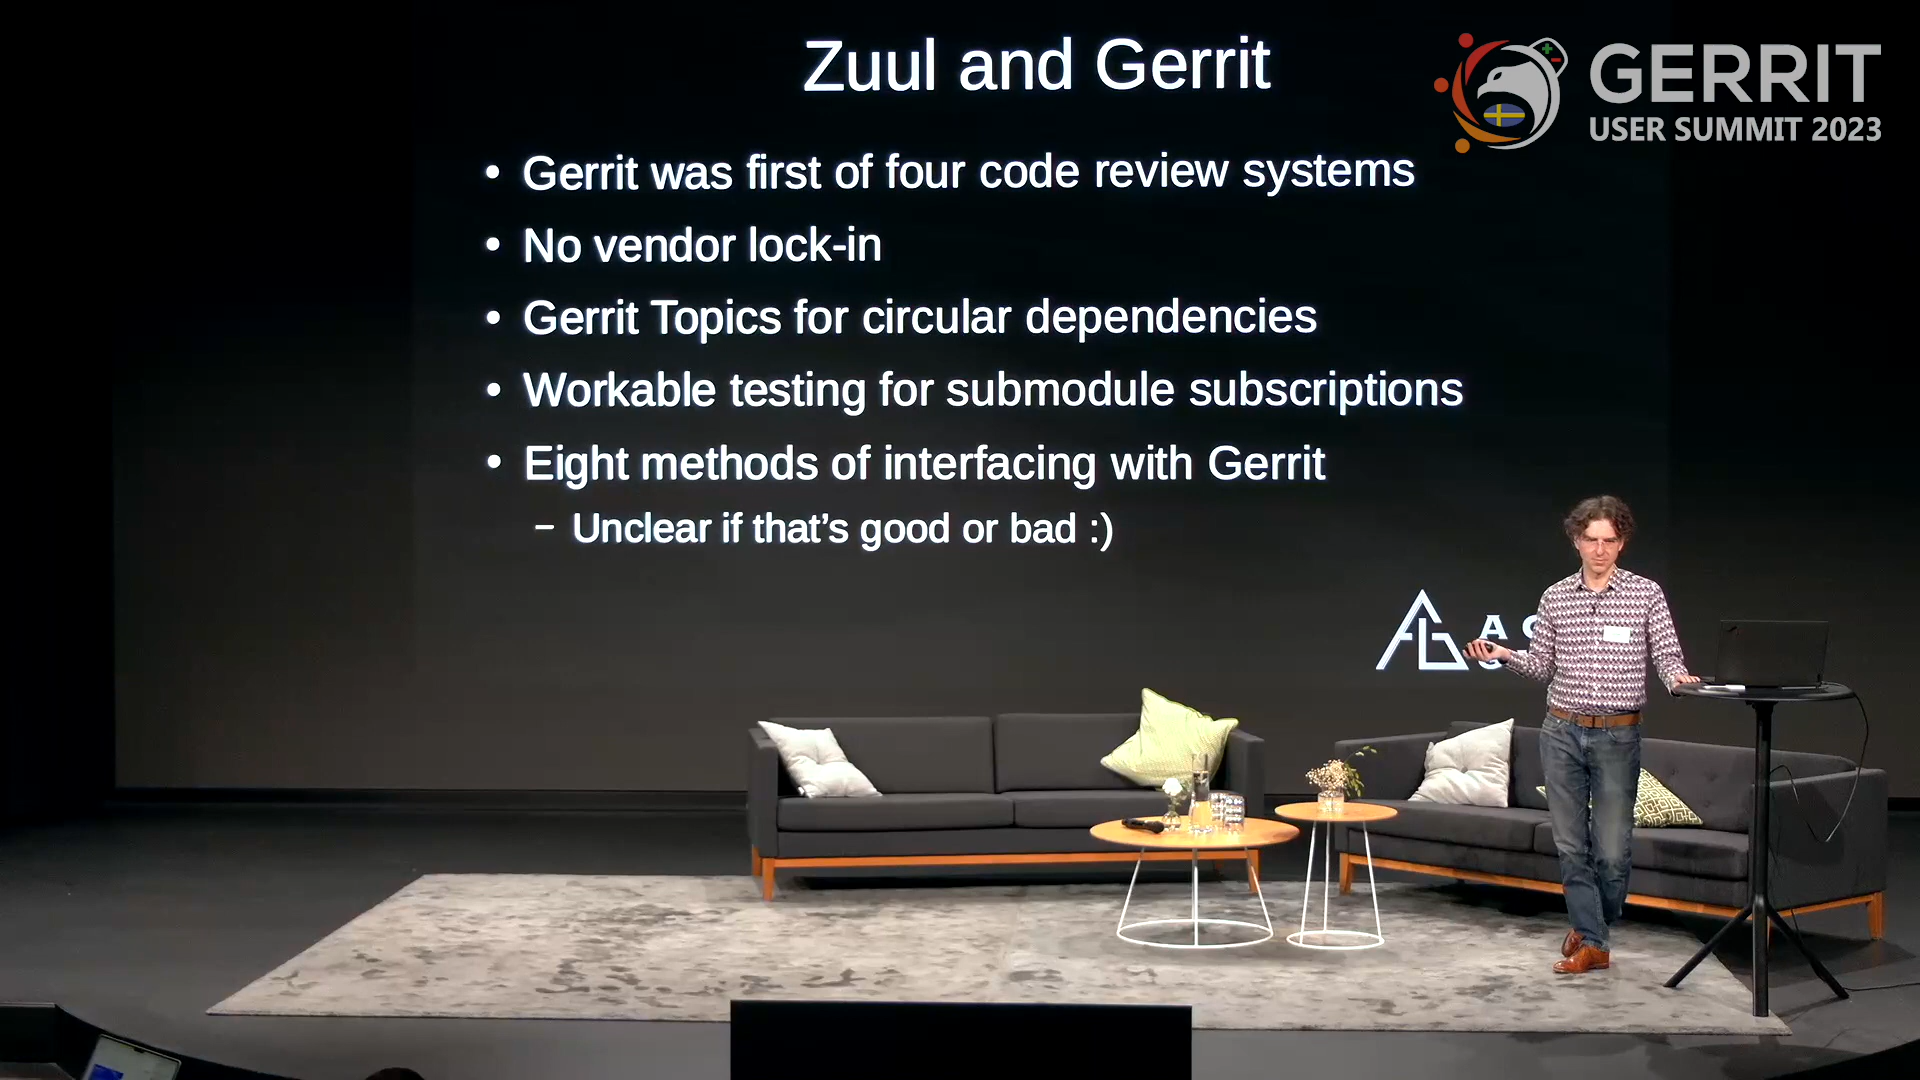 Zuul and Gerrit
GERRIT
USER SUMMIT 2023
• Gerrit was first of four code review systems
• No vendor lock-in
• Gerrit Topics for circular dependencies
• Workable testing for submodule subscriptions
• Eight methods of interfacing with Gerrit
– Unclear if that's good or bad :)